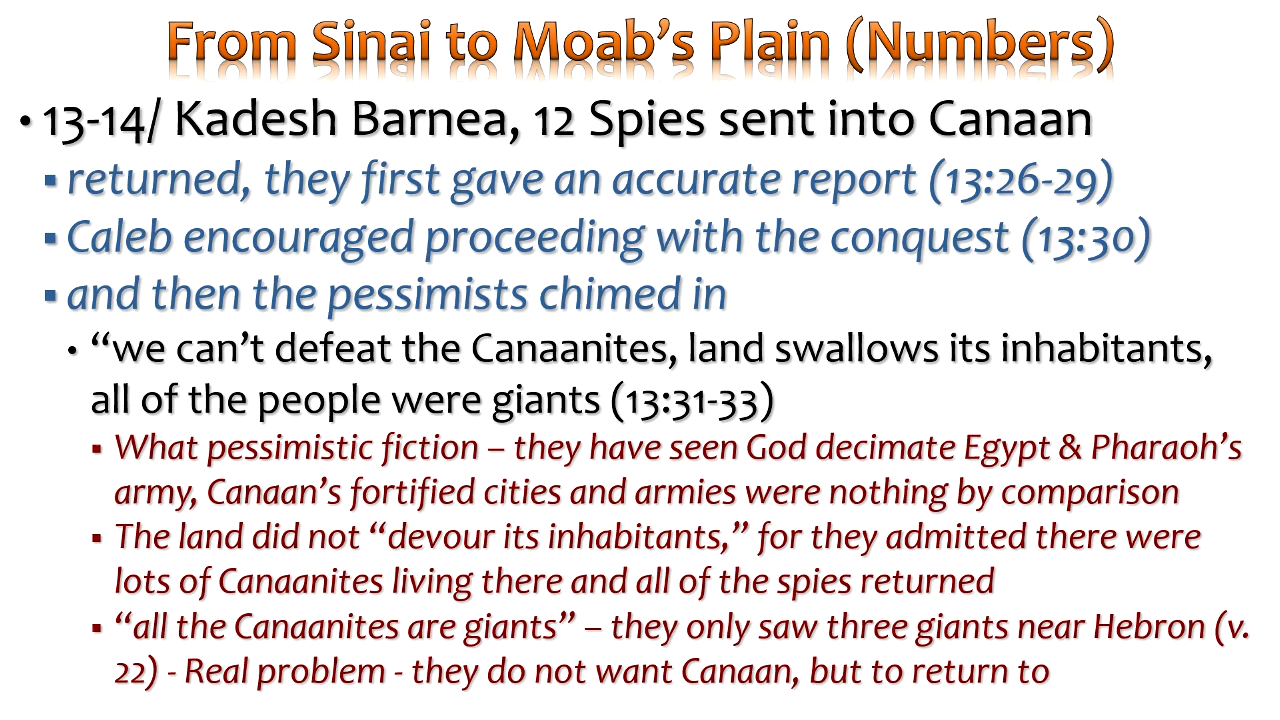 From Sinai to Moab’s Plain (Numbers)
• 13-14/ Kadesh Barnea, 12 Spies sent into Canaan
▪ returned, they first gave an accurate report (13:26-29)
▪ Caleb encouraged proceeding with the conquest (13:30)
▪ and then the pessimists chimed in
• “we can’t defeat the Canaanites, land swallows its inhabitants,
all of the people were giants (13:31-33)
▪ What pessimistic fiction – they have seen God decimate Egypt & Pharaoh’s
army, Canaan’s fortified cities and armies were nothing by comparison
▪ The land did not “devour its inhabitants,” for they admitted there were
lots of Canaanites living there and all of the spies returned
▪ “all the Canaanites are giants” – they only saw three giants near Hebron (v.
22) - Real problem - they do not want Canaan, but to return to